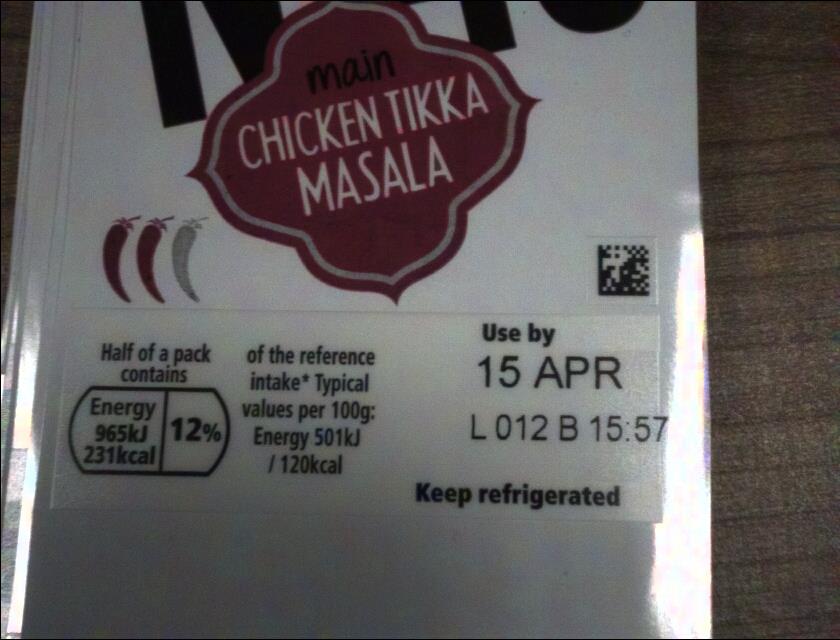 main
CHICKEN TIKKA
MASALA
Use by
15 APR
L 012 B 15:57
Keep refrigerated
Half of a pack
contains
Energy
965kJ
231kcal
12%
of the reference
intake* Typical
values per 100g:
Energy 501kJ
/ 120kcal